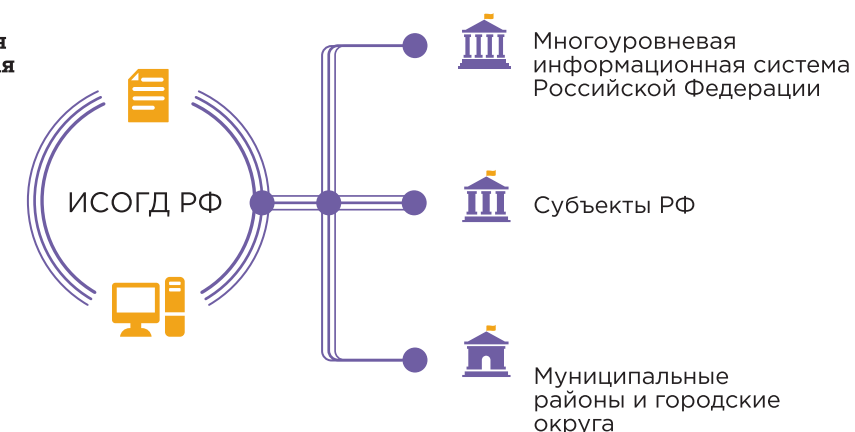 ИСОГД РФ
Многоуровневая
информационная система
Российской Федерации
Субъекты РФ
Муниципальные
районы и городские
округа